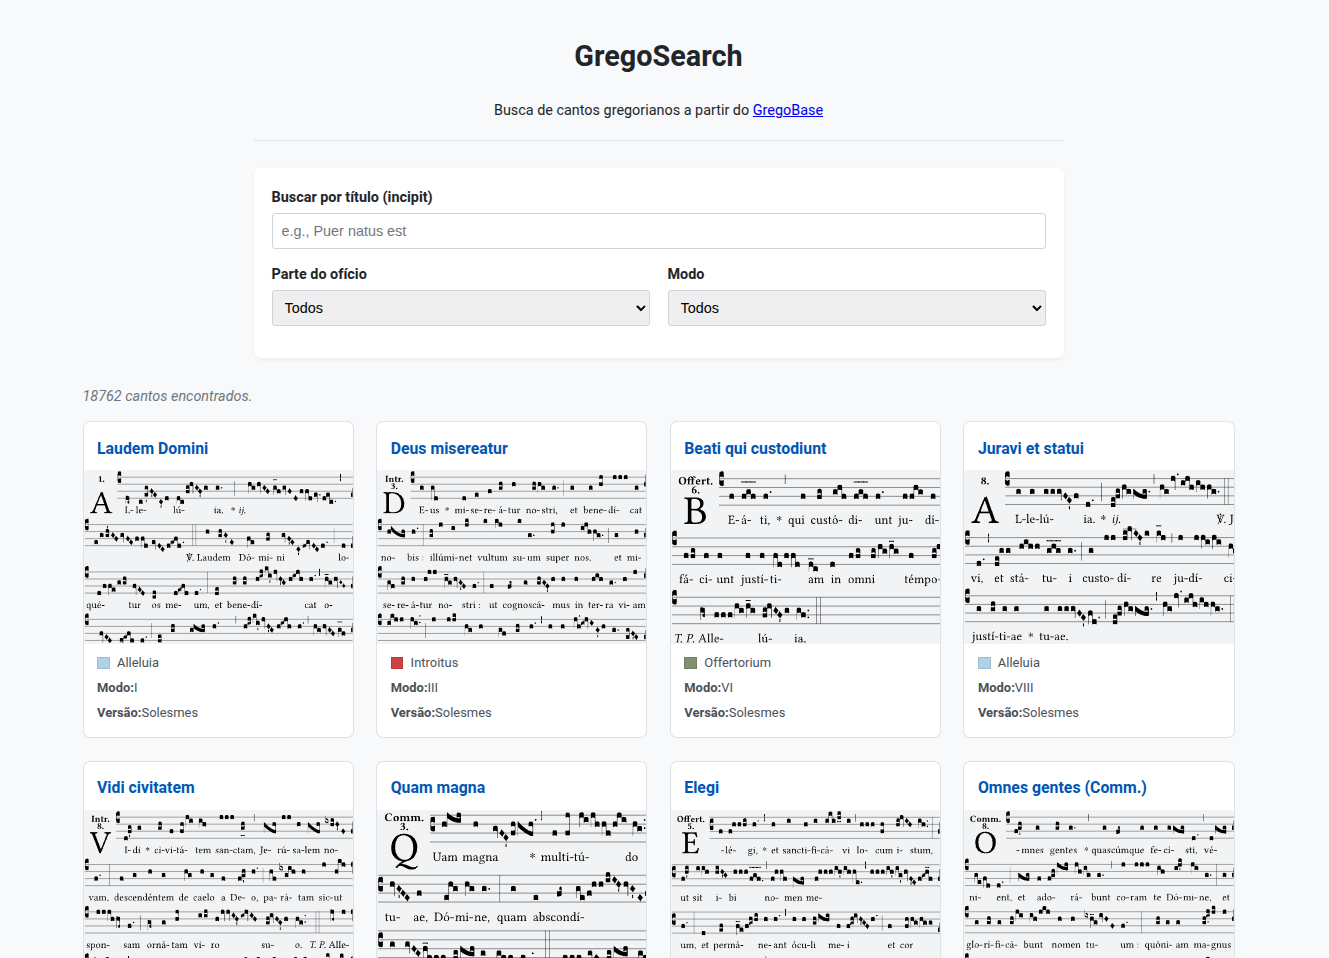 GregoSearch
Busca de cantos gregorianos a partir do GregoBase
Buscar por título (incipit)
e.g., Puer natus est
Parte do ofício
Modo
Todos
Todos
18762 cantos encontrados.
Laudem Domini
1.
A L- le- lú- ia. * ij.
℣. Laudem Dó- mi- ni lo-
qué- tur os me- um, et bene-dí- cat o-
Alleluia
Modo:I
Versão:Solesmes
Deus misereatur
Intr.
3.
D E- us * mi-se-re- á-tur no-stri, et bene-dí- cat
no- bis : illúmi-net vultum su-um super nos, et mi-
se-re- á-tur no- stri : ut cognoscá- mus in ter-ra vi- am
Introitus
Modo:III
Versão:Solesmes
Beati qui custodiunt
Offert.
6.
B E- á- ti, * qui custó- di- unt ju- dí-
fá- ci- unt justí-ti- am in omni témpo-
T. P. Alle- lú- ia.
Offertorium
Modo:VI
Versão:Solesmes
Juravi et statui
8.
A L-le-lú- ia. * ij. ℣. J
vi, et stá- tu- i custo-dí- re ju-dí- ci-
justí-ti-ae * tu-ae.
Alleluia
Modo:VIII
Versão:Solesmes
Vidi civitatem
Intr.
8.
V I-di * ci-vi-tá- tem san-ctam, Je- rú-sa-lem no-
vam, descendéntem de caelo a De- o, pa- rá- tam sic-ut
spon- sam orná-tam vi- ro su- o. T. P. Alle-
Quam magna
Comm.
3.
Q Uam magna * multi-tú- do
tu- ae, Dó-mi-ne, quam abscondí-
Elegi
Offert.
5.
E -lé- gi, * et sancti-fi-cá- vi lo- cum i- stum,
ut sit i- bi no- men me-
um, et permá- ne-ant ócu-li me- i et cor
Omnes gentes (Comm.)
Comm.
8.
O -mnes gentes * quascúmque fe-ci- sti, vé-
ni- ent, et ado- rá- bunt co-ram te Dó-mi-ne, et
glo-ri-fi-cá- bunt nomen tu- um : quóni- am ma-gnus